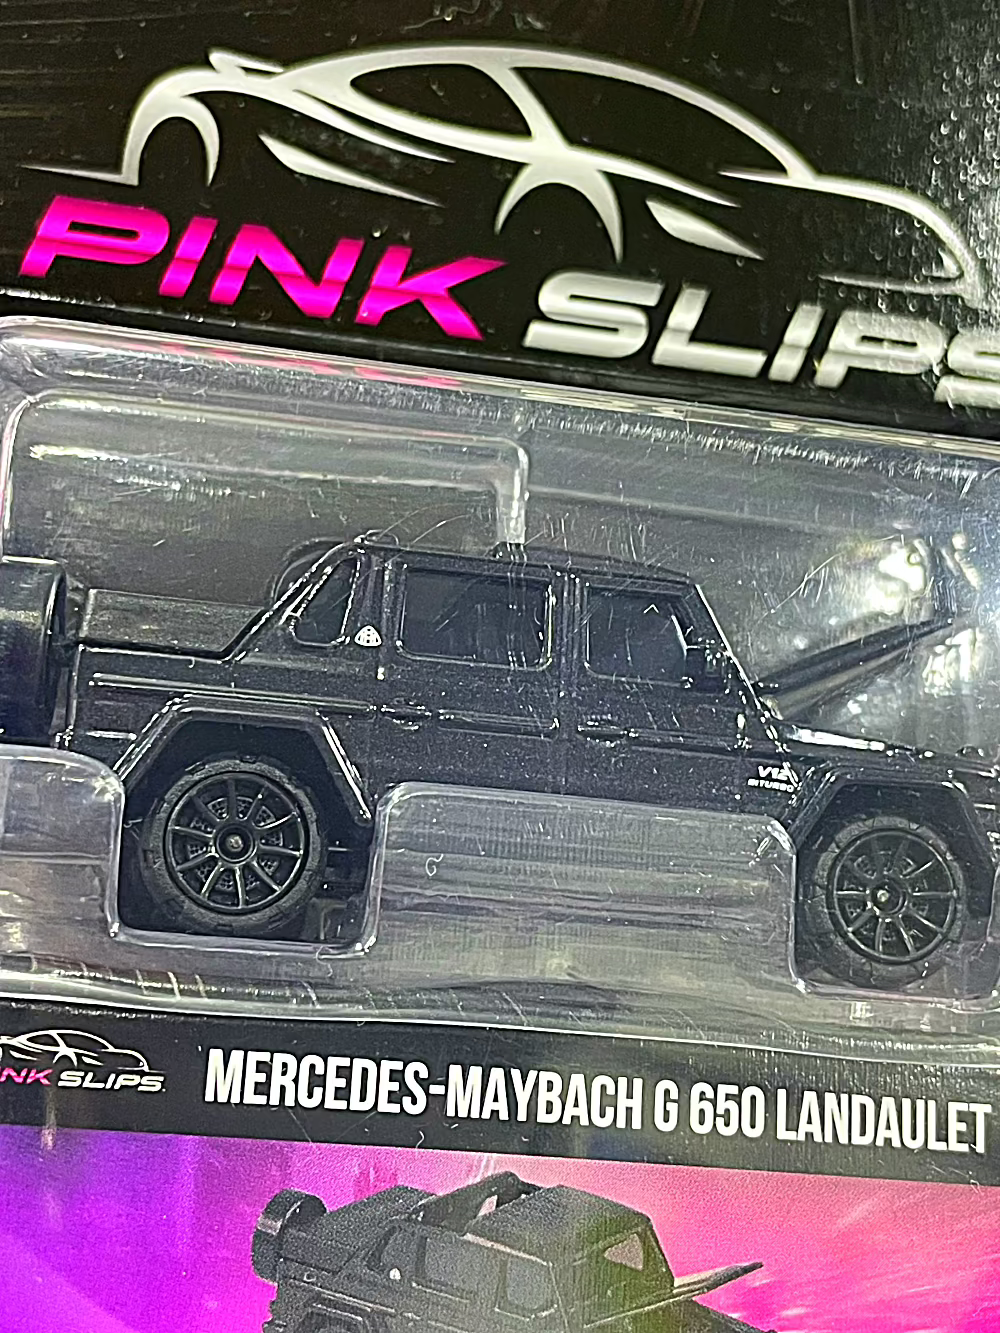 PINK SLIPS
V12
BITURBO
PINK SLIPS
MERCEDES-MAYBACH G 650 LANDAULET